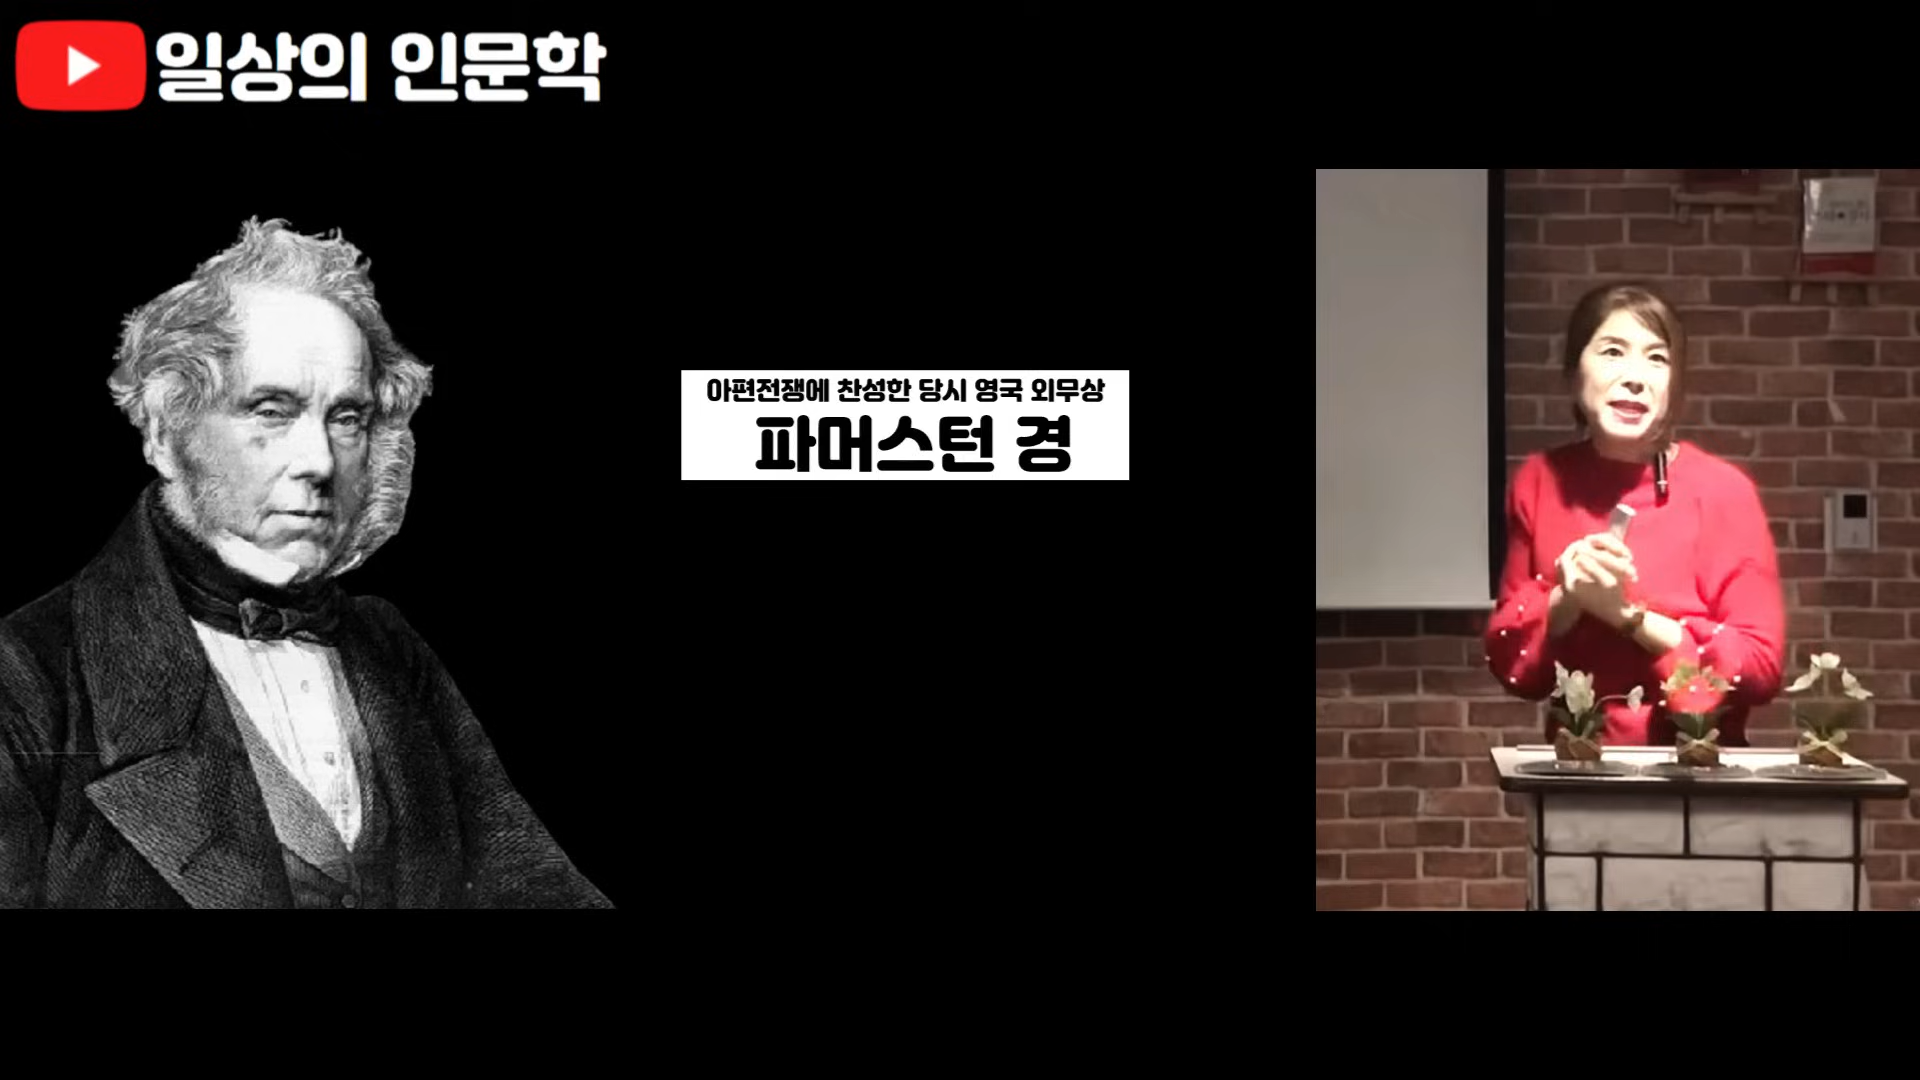 일상의 인문학
아편전쟁에 찬성한 당시 영국 외무상
파머스턴 경